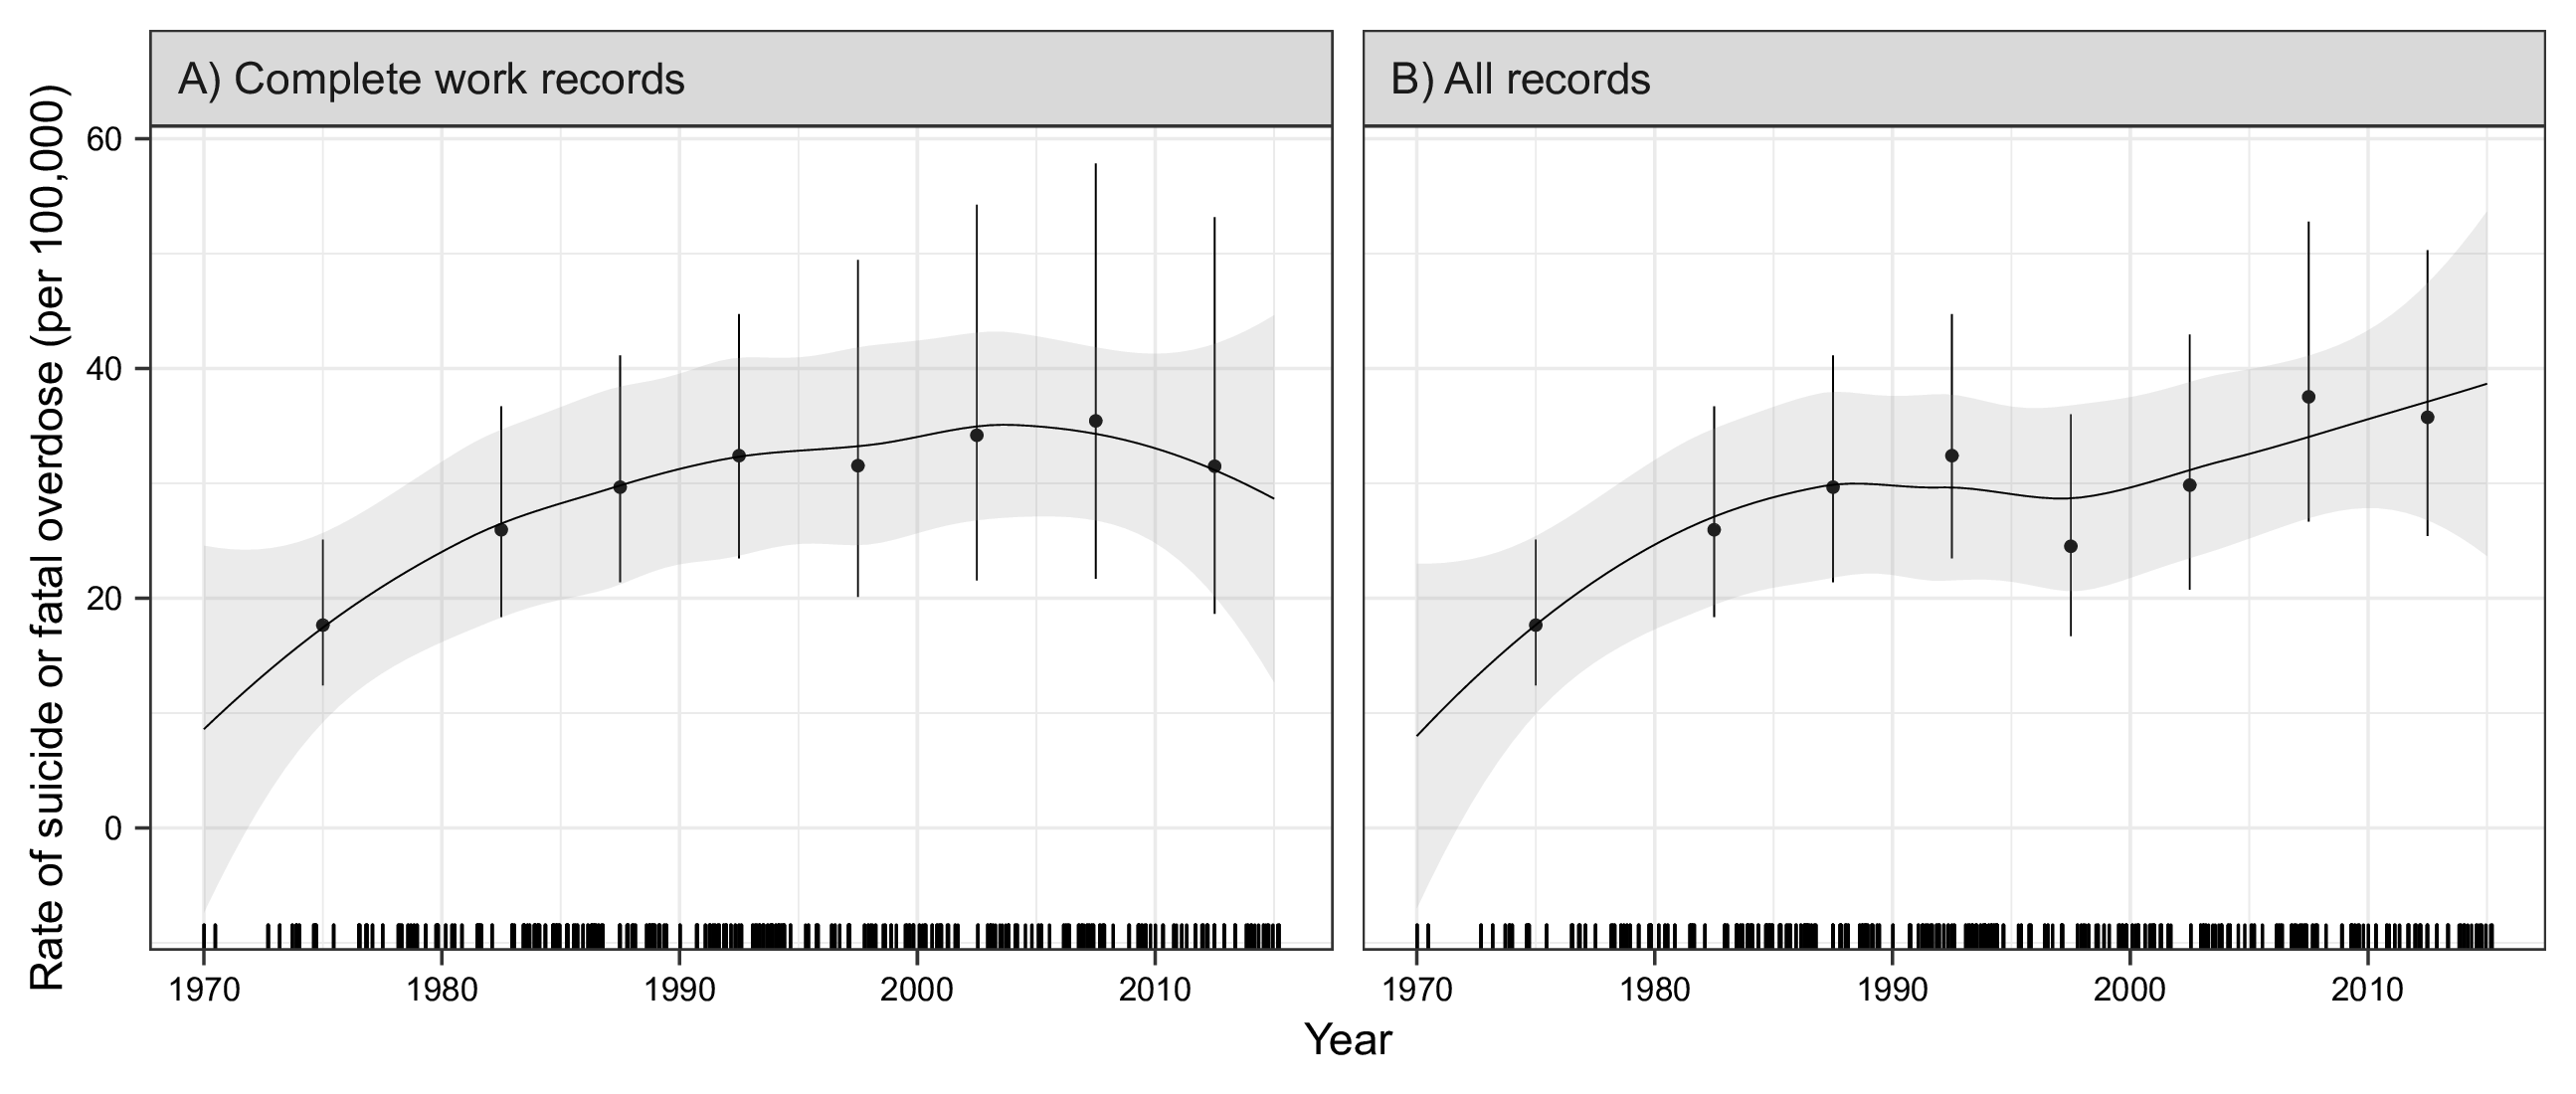 A) Complete work records
B) All records
Rate of suicide or fatal overdose (per 100,000)
60
40
20
0
1970 1980 1990 2000 2010
1970 1980 1990 2000 2010
Year